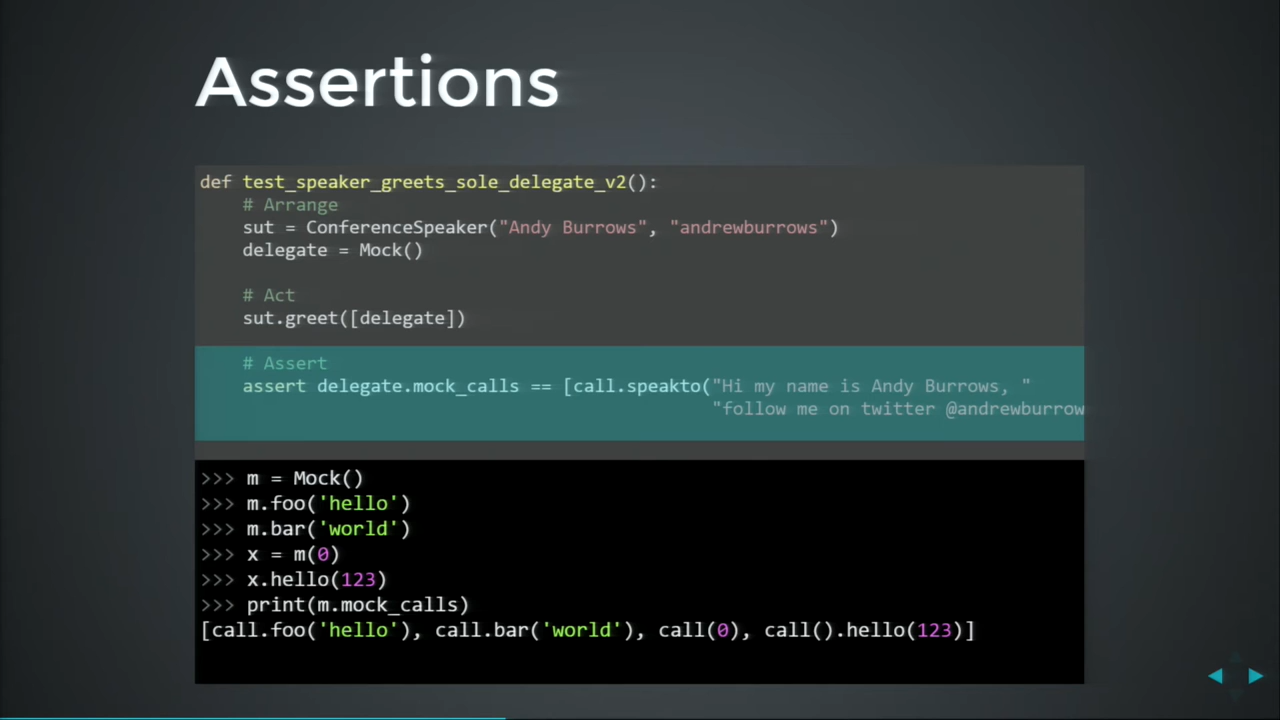 Assertions
def test_speaker_greets_sole_delegate_v2():
# Arrange
sut = ConferenceSpeaker("Andy Burrows", "andrewburrows")
delegate = Mock()
# Act
sut.greet([delegate])
# Assert
assert delegate.mock_calls == [call.speakto("Hi my name is Andy Burrows, "
"follow me on twitter @andrewburrow
>>> m = Mock()
>>> m.foo('hello')
>>> m.bar('world')
>>> x = m(0)
>>> x.hello(123)
>>> print(m.mock_calls)
[call.foo('hello'), call.bar('world'), call(0), call().hello(123)]